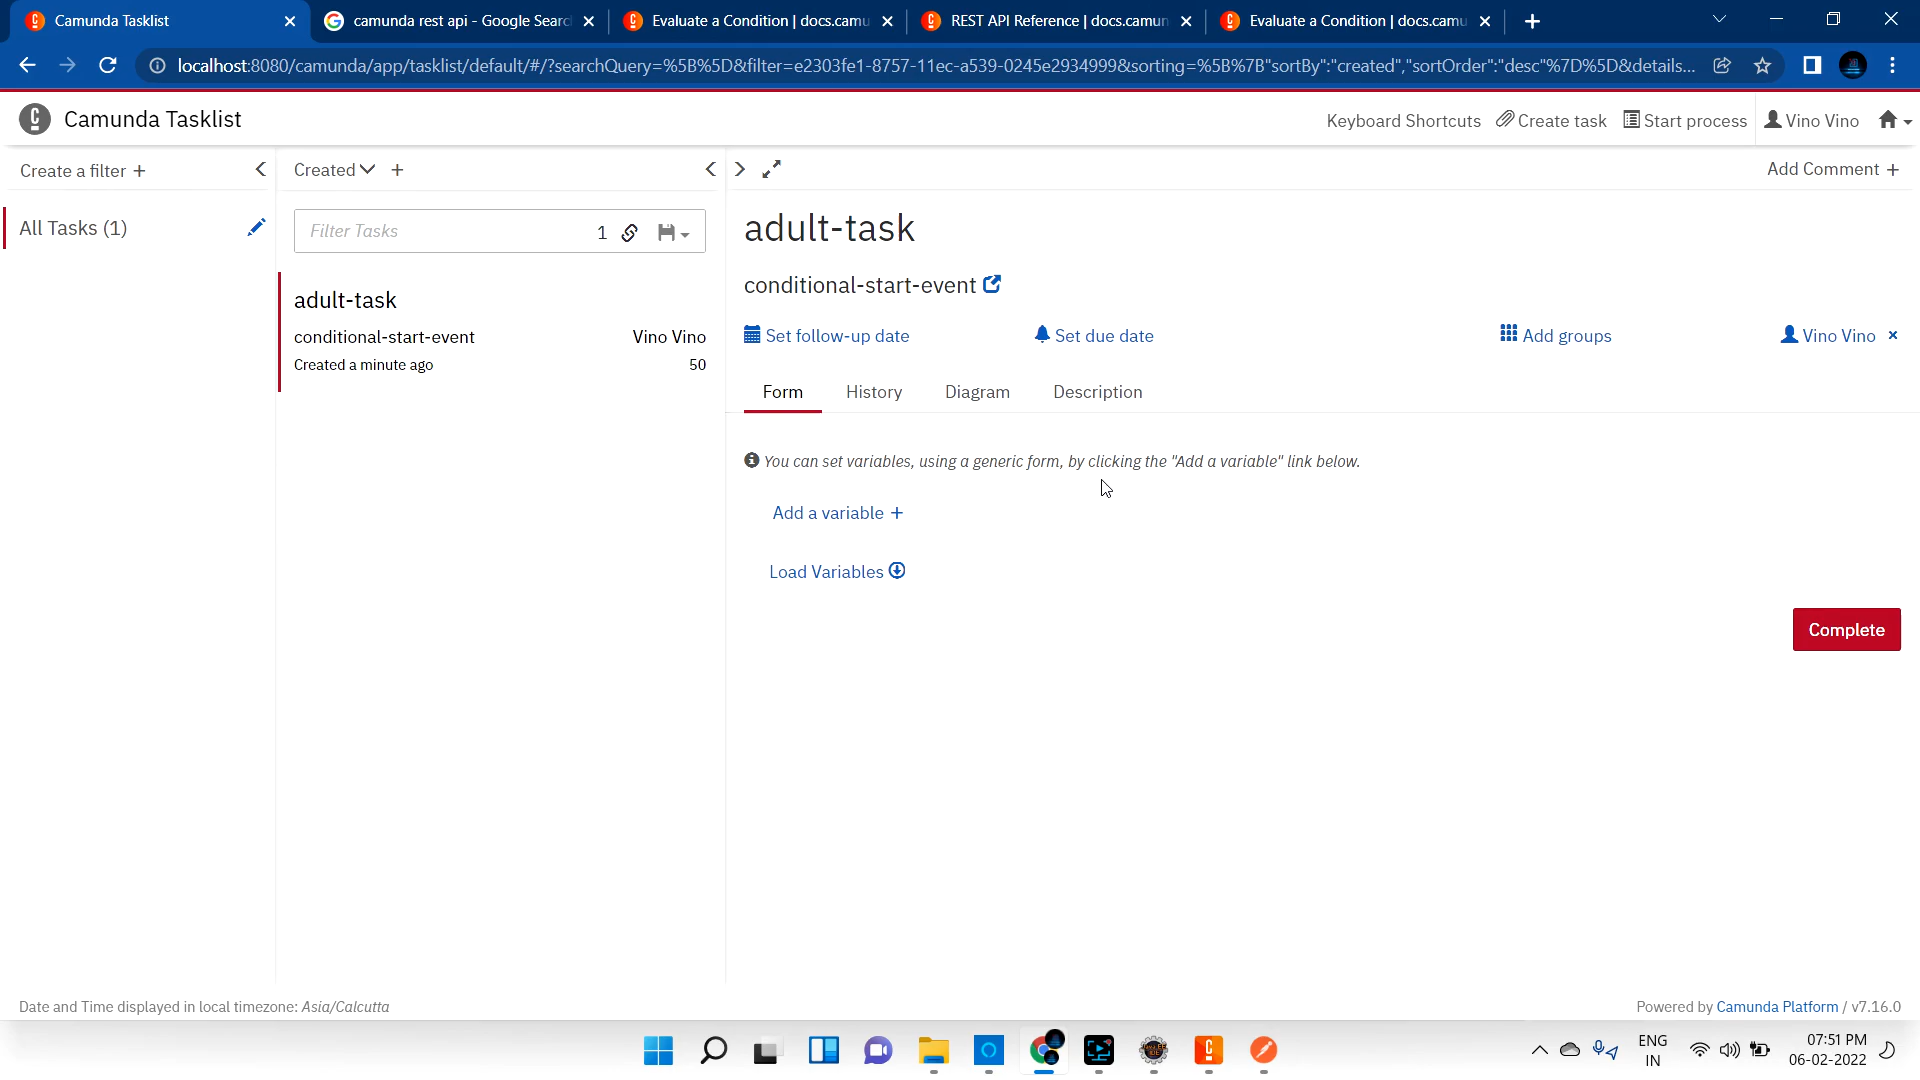 Camunda Tasklist
camunda rest api - Google Searc
Evaluate a Condition | docs.camu
REST API Reference | docs.camun
Evaluate a Condition | docs.camu
localhost:8080/camunda/app/tasklist/default/#/?searchQuery=%5B%5D&filter=e2303fe1-8757-11ec-a539-0245e2934999&sorting=%5B%7B"sortBy":"created","sortOrder":"desc"%7D%5D&details...
Camunda Tasklist
Keyboard Shortcuts
Create task
Start process
Vino Vino
Create a filter +
Created
Add Comment +
All Tasks (1)
Filter Tasks
1
adult-task
conditional-start-event
Vino Vino
Created a minute ago
50
adult-task
conditional-start-event
Set follow-up date
Set due date
Add groups
Vino Vino ×
Form
History
Diagram
Description
You can set variables, using a generic form, by clicking the "Add a variable" link below.
Add a variable +
Load Variables
Complete
Date and Time displayed in local timezone: Asia/Calcutta
Powered by Camunda Platform / v7.16.0
ENG
IN
07:51 PM
06-02-2022